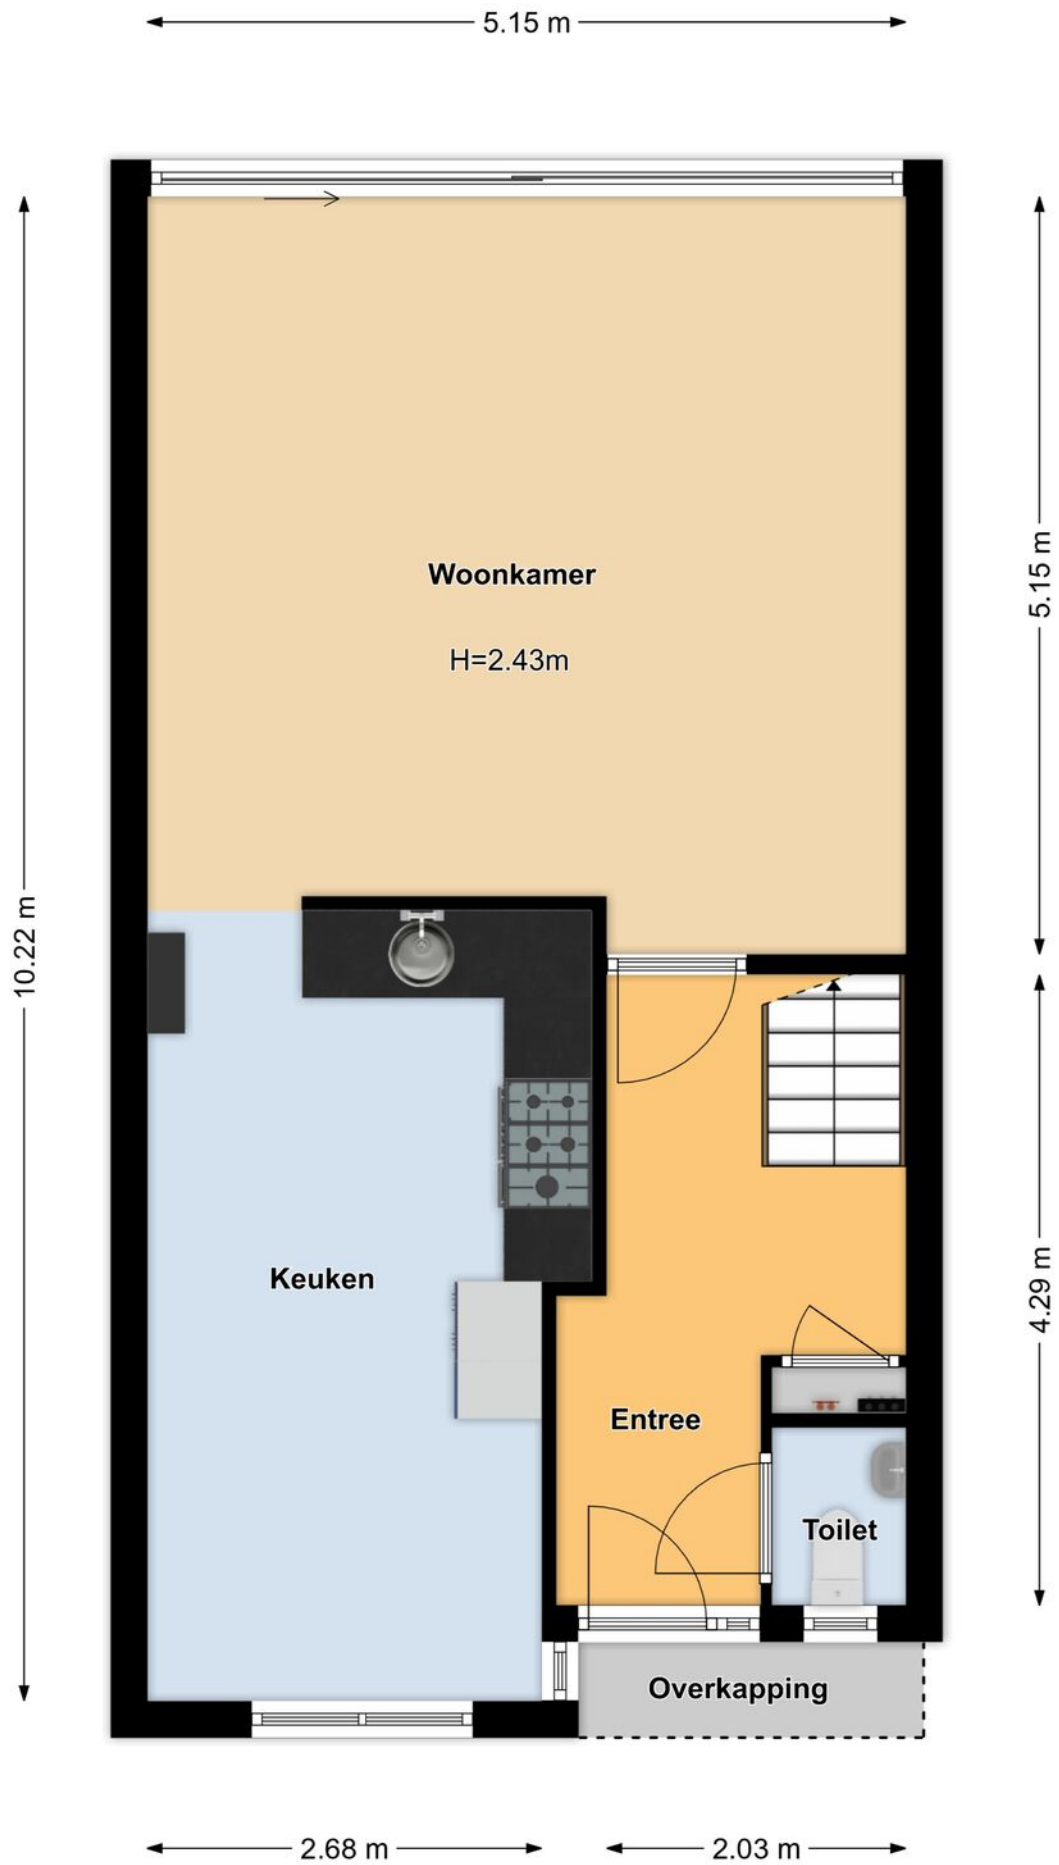 5.15 m
Woonkamer
H=2.43m
5.15 m
10.22 m
Keuken
4.29 m
Entree
Toilet
Overkapping
2.68 m
2.03 m